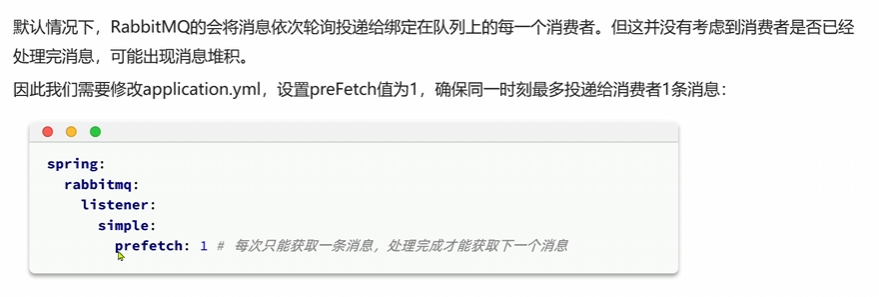 默认情况下，RabbitMQ的会将消息依次轮询投递给绑定在队列上的每一个消费者。但这并没有考虑到消费者是否已经
处理完消息，可能出现消息堆积。
因此我们需要修改application.yml，设置preFetch值为1，确保同一时刻最多投递给消费者1条消息：
spring:
  rabbitmq:
    listener:
      simple:
        prefetch: 1 # 每次只能获取一条消息，处理完成才能获取下一个消息